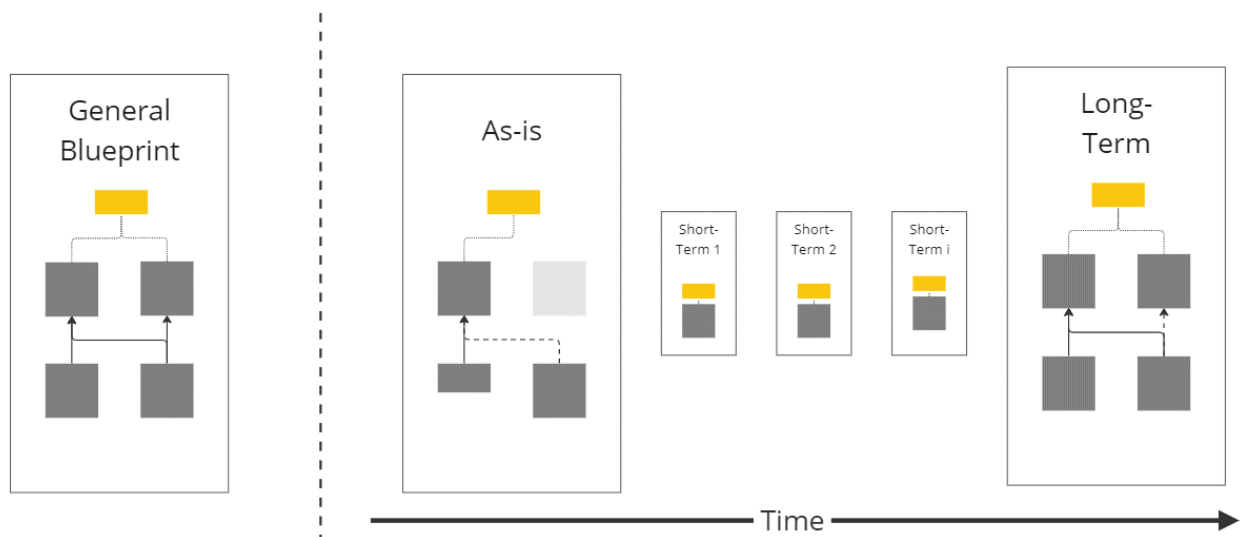 General
Blueprint
As-is
Short-
Term 1
Short-
Term 2
Short-
Term i
Long-
Term
Time